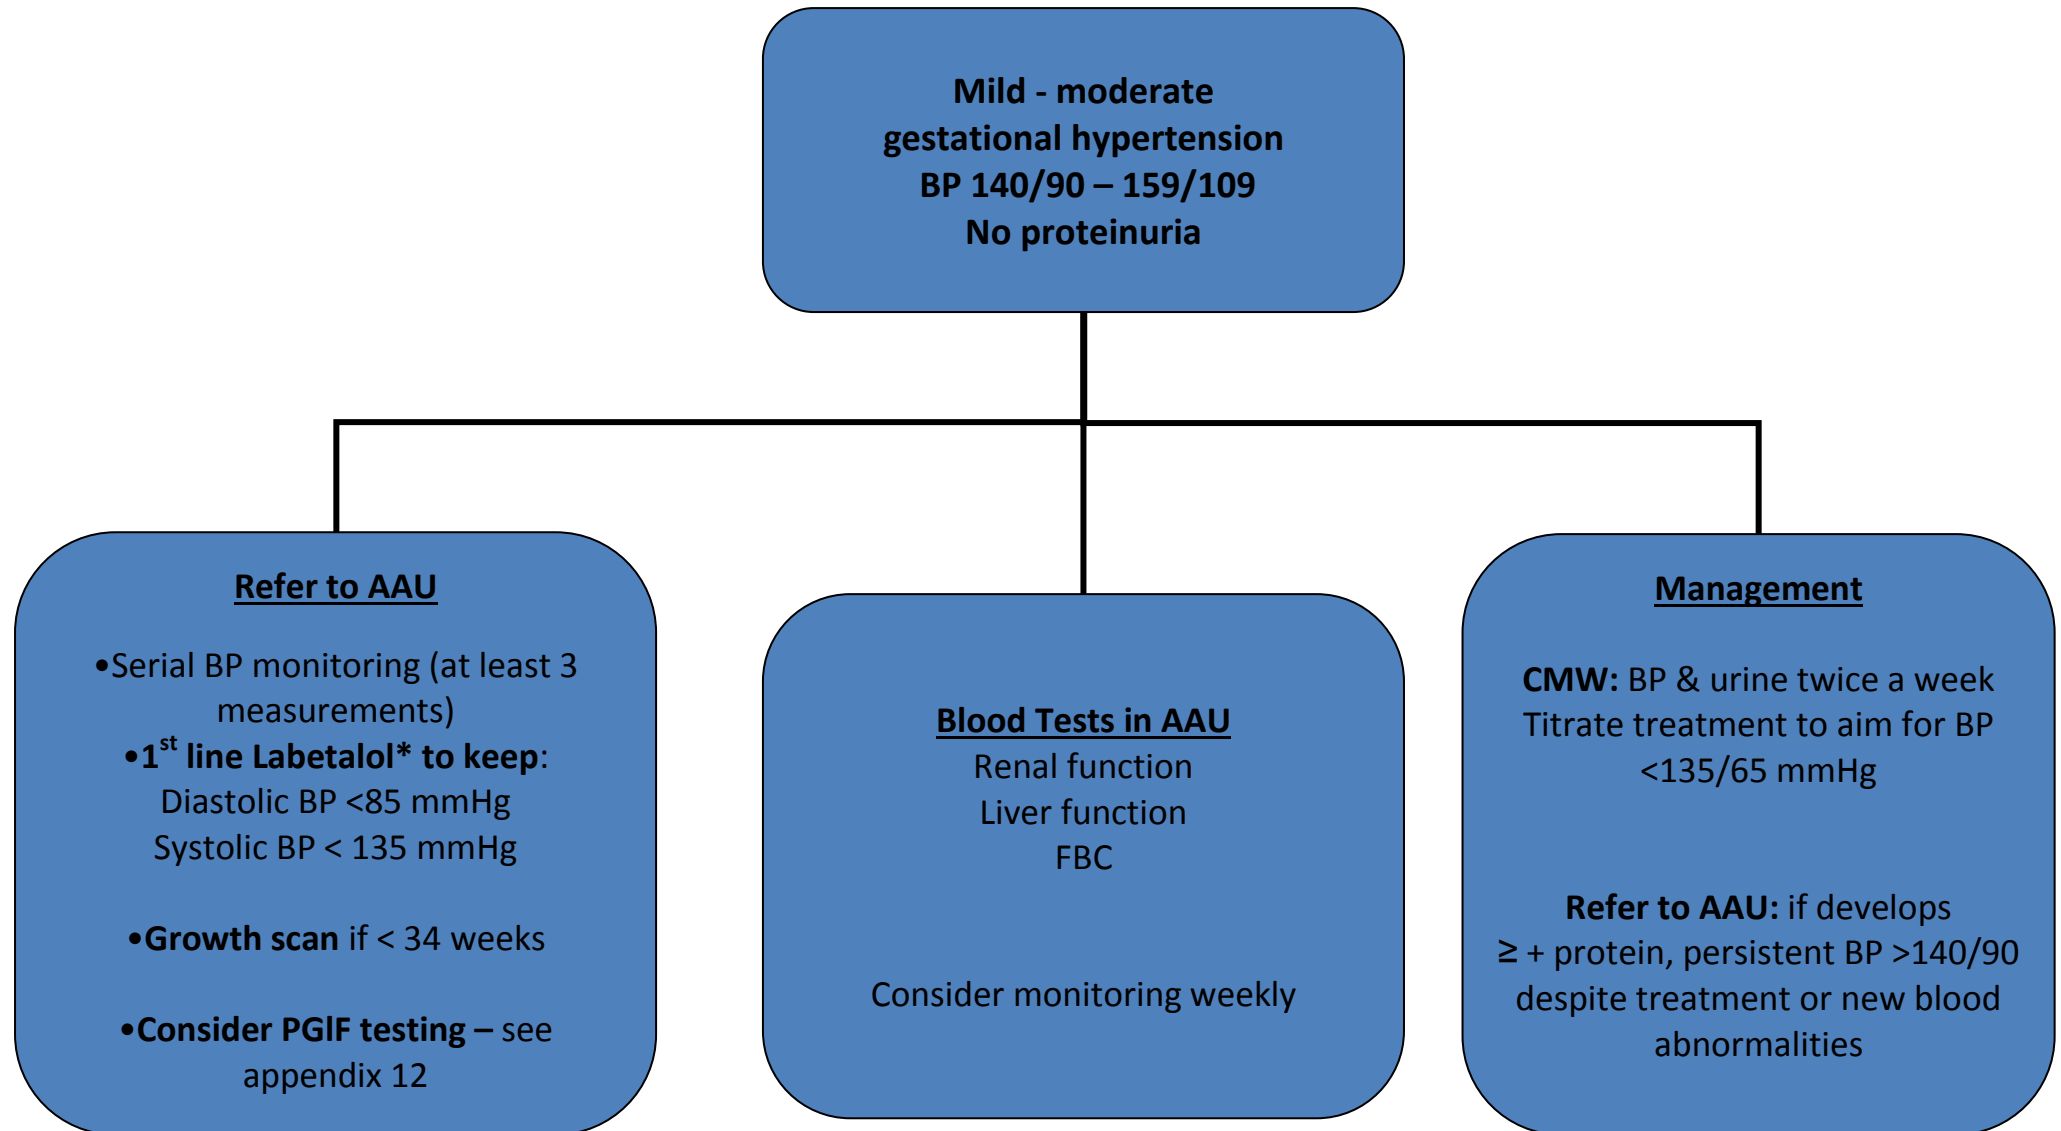 Mild - moderate
gestational hypertension
BP 140/90 – 159/109
No proteinuria
Refer to AAU
•Serial BP monitoring (at least 3
measurements)
•1st line Labetalol* to keep:
Diastolic BP <85 mmHg
Systolic BP < 135 mmHg
•Growth scan if < 34 weeks
•Consider PGlF testing – see
appendix 12
Blood Tests in AAU
Renal function
Liver function
FBC
Consider monitoring weekly
Management
CMW: BP & urine twice a week
Titrate treatment to aim for BP
<135/65 mmHg
Refer to AAU: if develops
≥ + protein, persistent BP >140/90
despite treatment or new blood
abnormalities